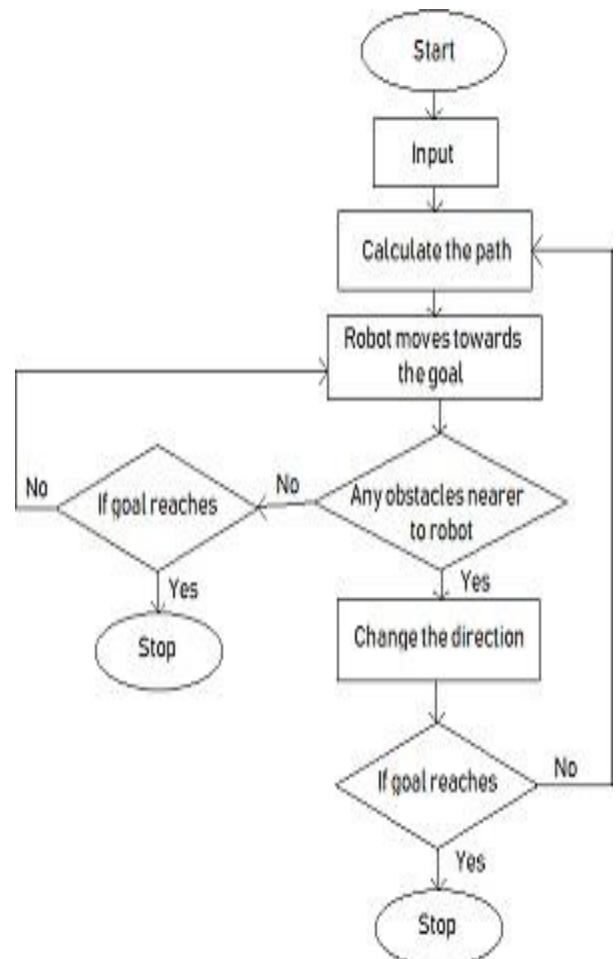 Start
Input
Calculate the path
Robot moves towards
the goal
Any obstacles nearer
to robot
No
If goal reaches
No
Yes
Stop
Yes
Change the direction
If goal reaches
No
Yes
Stop